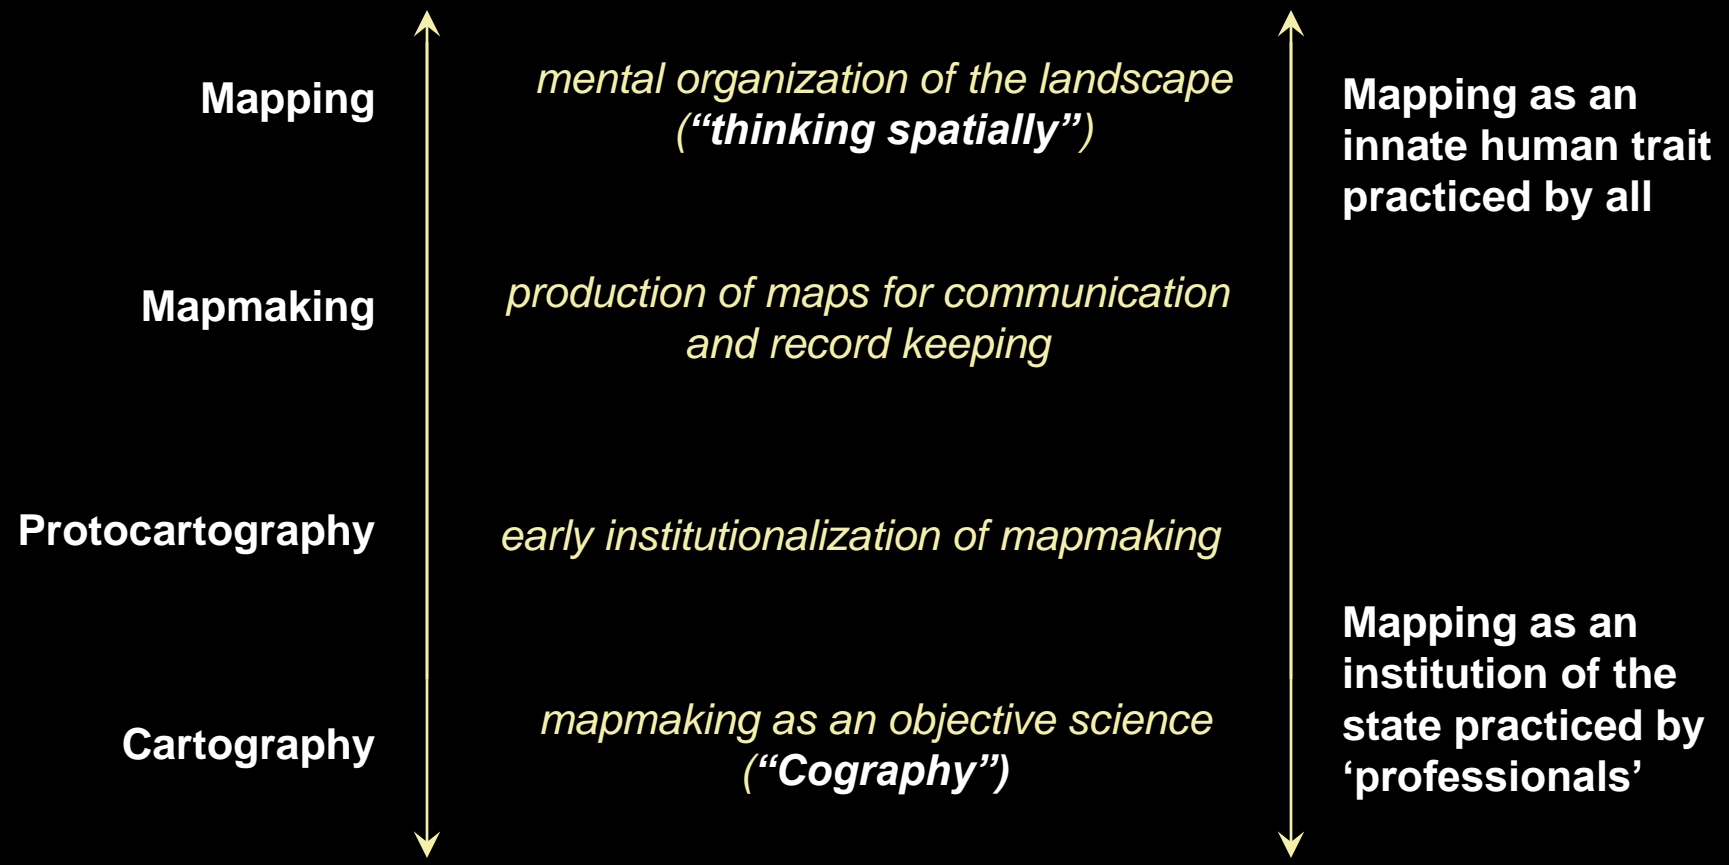 Mapping
mental organization of the landscape
(“thinking spatially”)
Mapping as an
innate human trait
practiced by all
Mapmaking
production of maps for communication
and record keeping
Protocartography
early institutionalization of mapmaking
Cartography
mapmaking as an objective science
(“Cography”)
Mapping as an
institution of the
state practiced by
‘professionals’